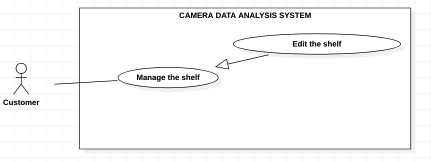 CAMERA DATA ANALYSIS SYSTEM
Edit the shelf
Manage the shelf
Customer